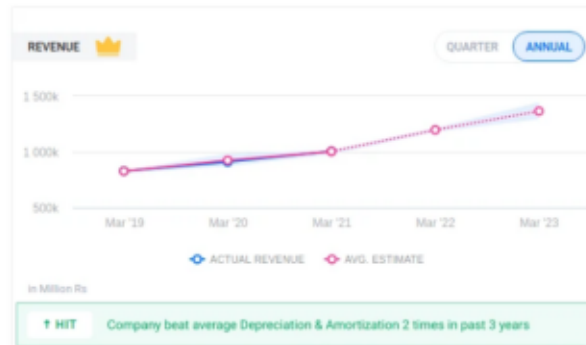 REVENUE
QUARTER ANNUAL
1 500k
1 000k
500k
Mar '19 Mar '20 Mar '21 Mar '22 Mar '23
ACTUAL REVENUE AVG. ESTIMATE
In Million Rs
↑ HIT Company beat average Depreciation & Amortization 2 times in past 3 years